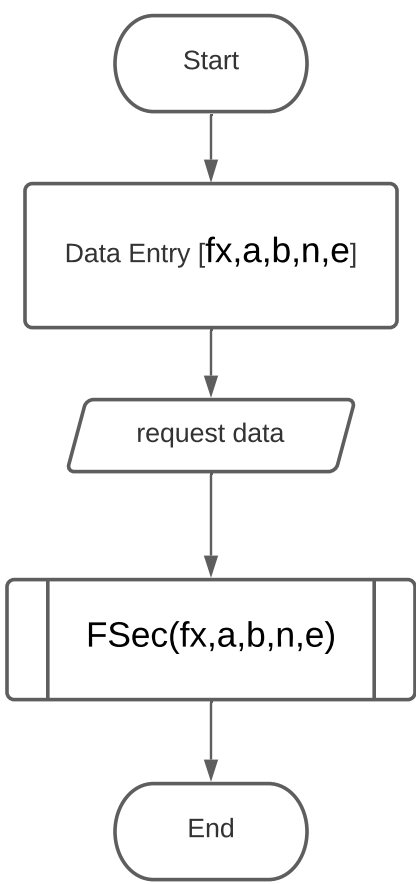 Start
Data Entry [fx,a,b,n,e]
request data
FSec(fx,a,b,n,e)
End